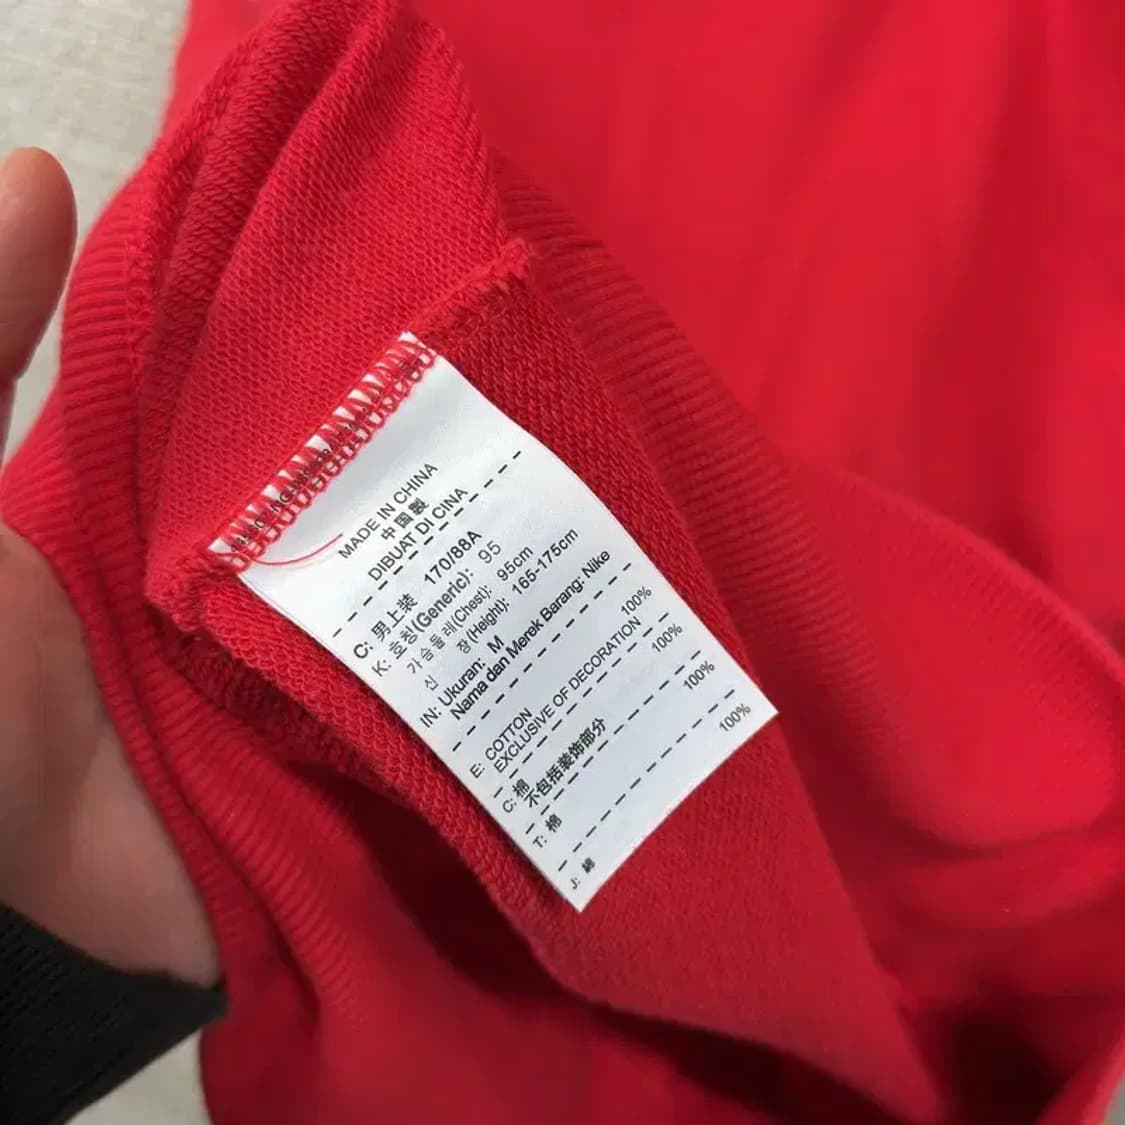 MADE IN CHINA
中国製
DIBUAT DI CINA
C: 男上装 170/88A
K: 호칭(Generic): 95
가슴둘레(Chest): 95cm
신 장(Height): 165-175cm
IN: Ukuran: M
Nama dan Merek Barang: Nike
E: COTTON 100%
EXCLUSIVE OF DECORATION
C: 棉 100%
不包括装饰部分
T: 棉 100%
J: 綿 100%